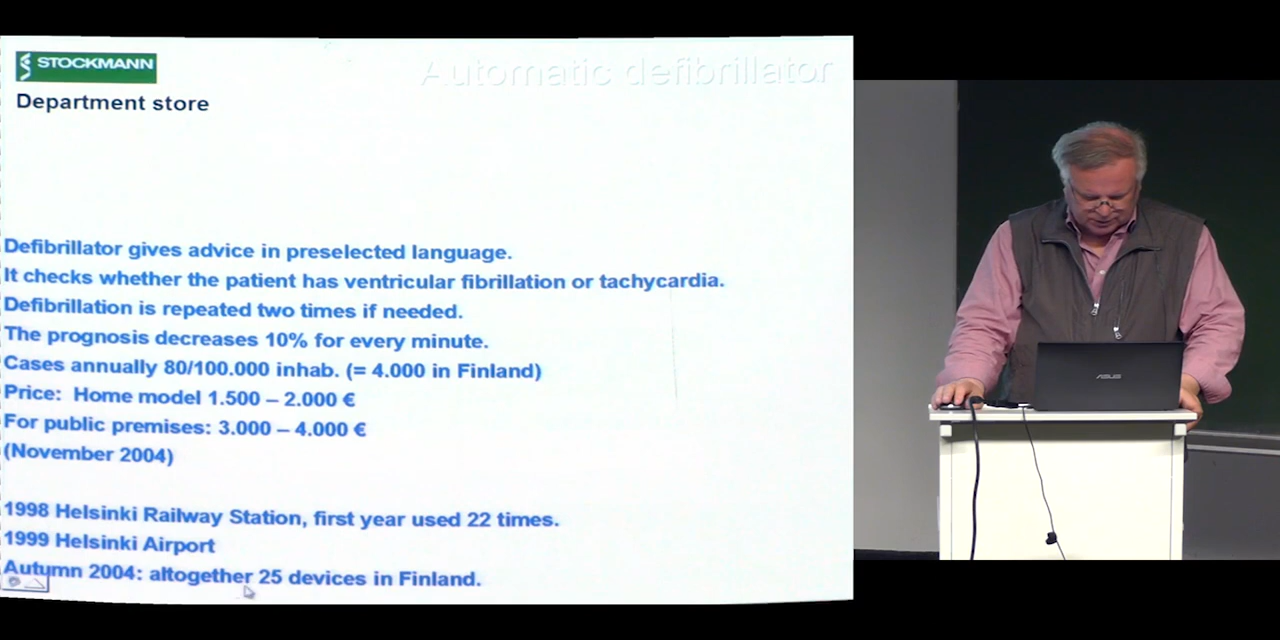 STOCKMANN
Automatic defibrillator
Department store
Defibrillator gives advice in preselected language.
It checks whether the patient has ventricular fibrillation or tachycardia.
Defibrillation is repeated two times if needed.
The prognosis decreases 10% for every minute.
Cases annually 80/100.000 inhab. (= 4.000 in Finland)
Price: Home model 1.500 – 2.000 €
For public premises: 3.000 – 4.000 €
(November 2004)
1998 Helsinki Railway Station, first year used 22 times.
1999 Helsinki Airport
Autumn 2004: altogether 25 devices in Finland.
ASUS